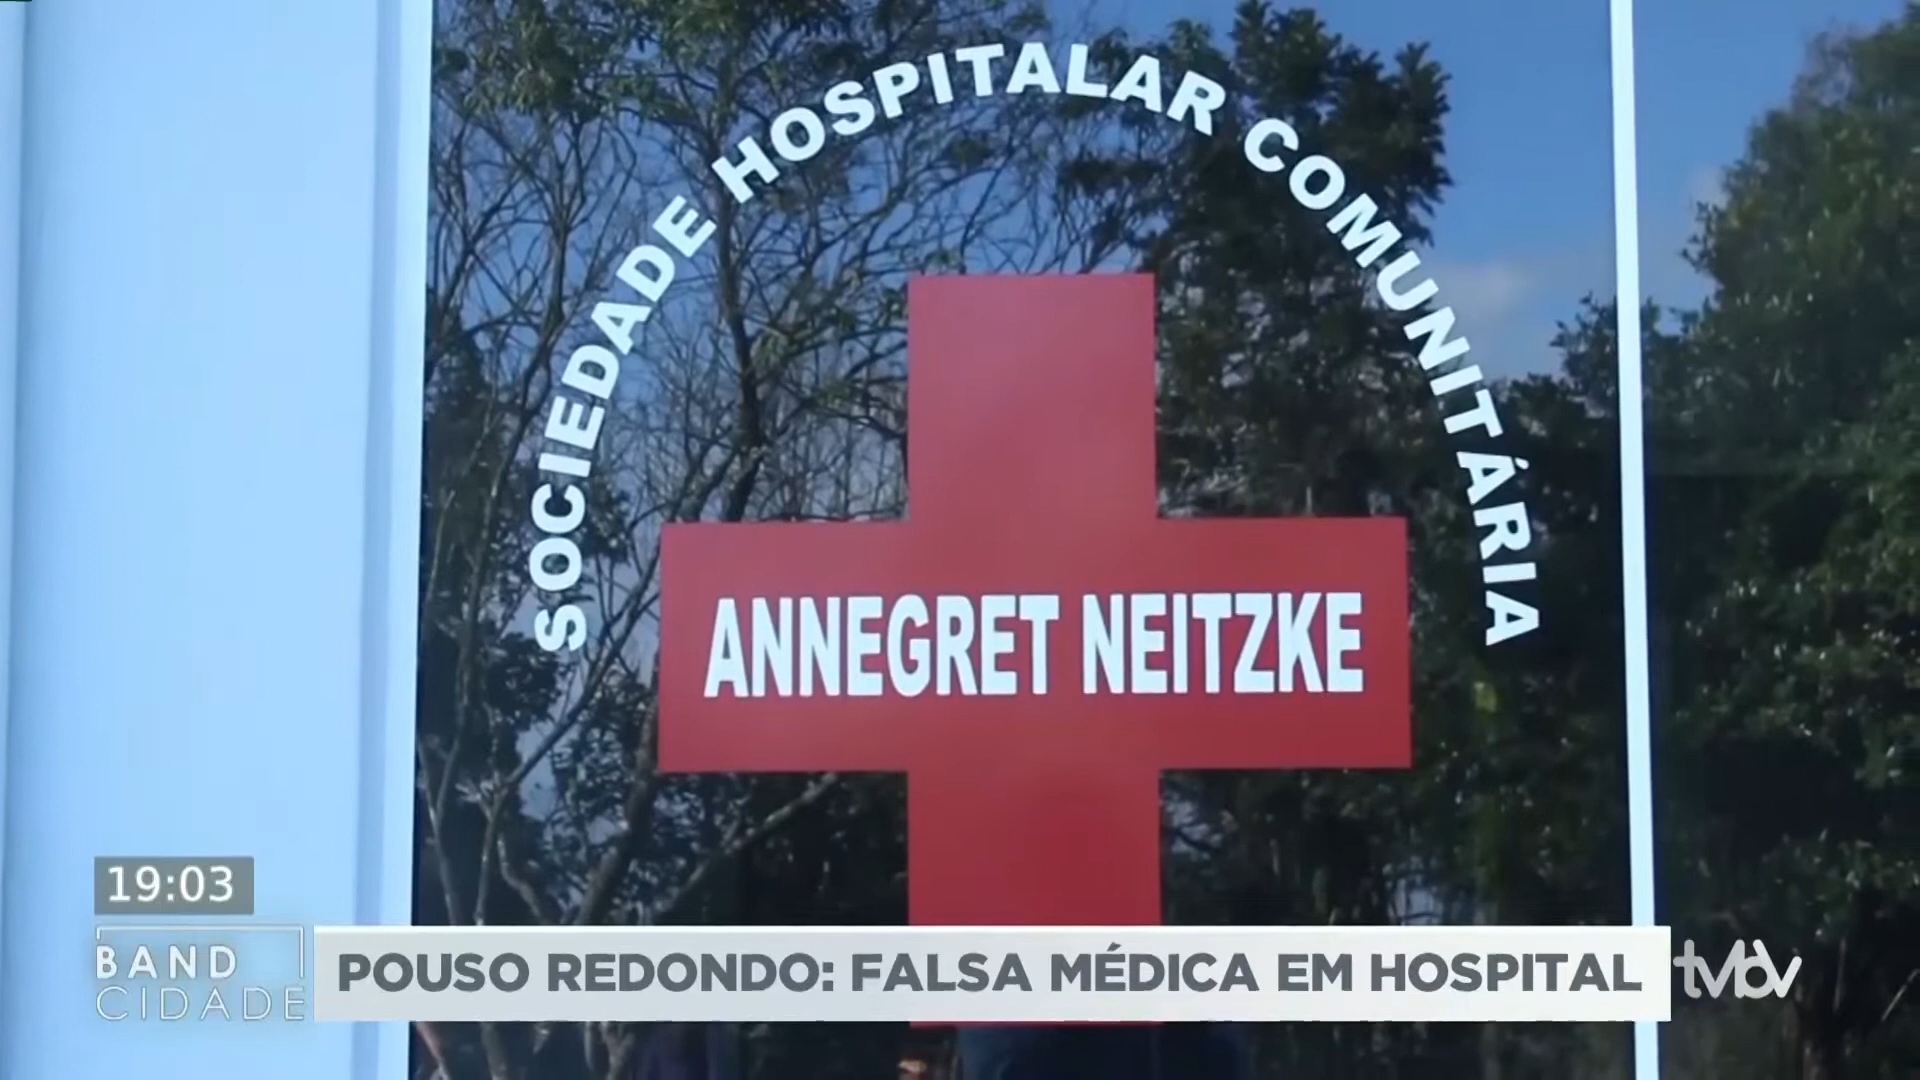 SOCIEDADE HOSPITALAR COMUNITÁRIA
ANNEGRET NEITZKE
19:03
BAND
CIDADE
POUSO REDONDO: FALSA MÉDICA EM HOSPITAL
tvbv